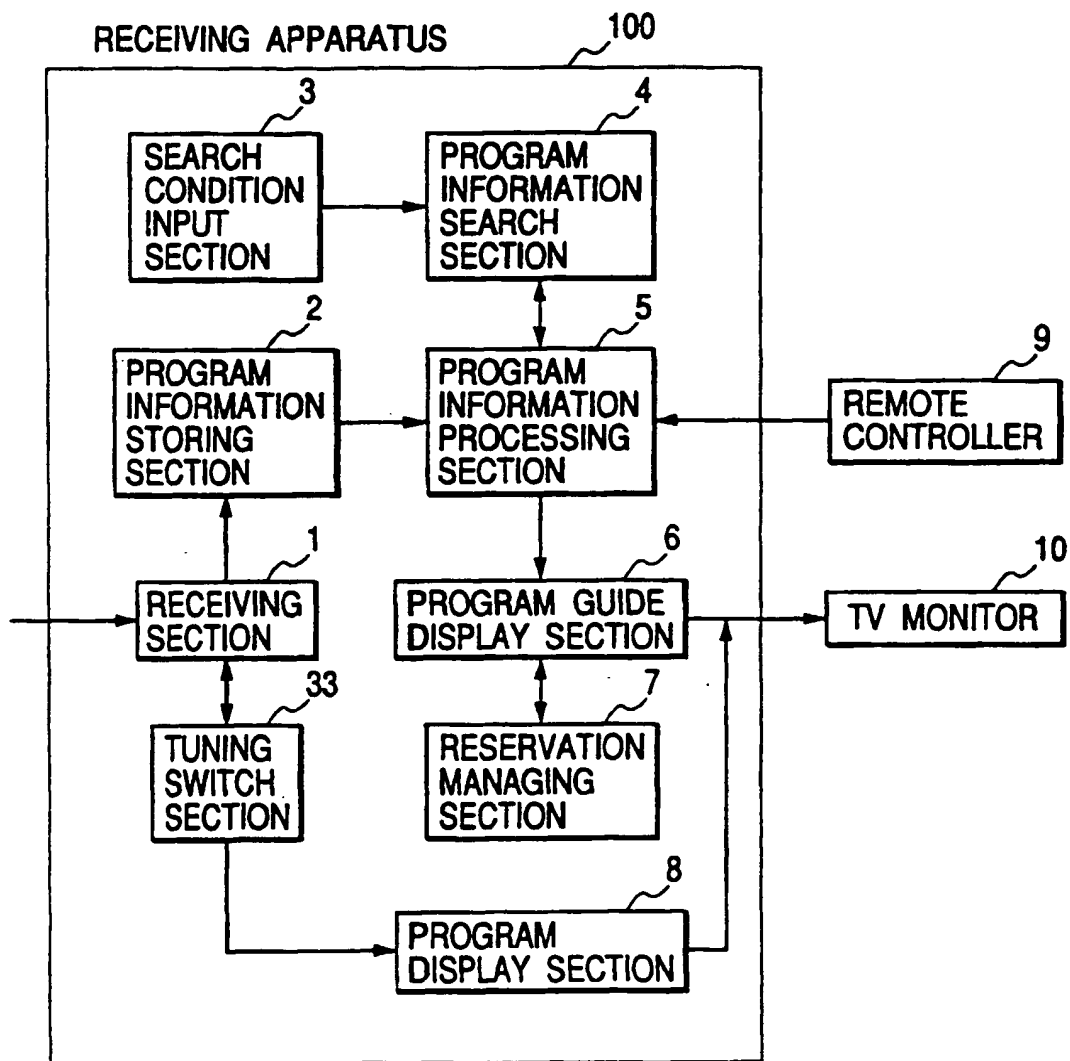 RECEIVING APPARATUS
100
3
SEARCH
CONDITION
INPUT
SECTION
4
PROGRAM
INFORMATION
SEARCH
SECTION
2
PROGRAM
INFORMATION
STORING
SECTION
5
PROGRAM
INFORMATION
PROCESSING
SECTION
9
REMOTE
CONTROLLER
1
RECEIVING
SECTION
6
PROGRAM GUIDE
DISPLAY SECTION
10
TV MONITOR
33
TUNING
SWITCH
SECTION
7
RESERVATION
MANAGING
SECTION
8
PROGRAM
DISPLAY SECTION